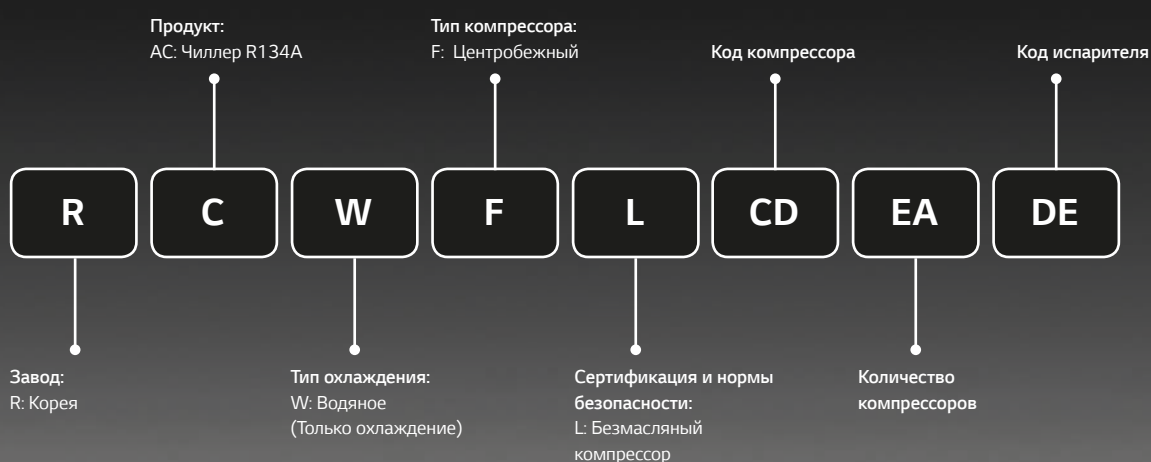 Продукт:
AC: Чиллер R134A
Тип компрессора:
F: Центробежный
Код компрессора
Код испарителя
R
C
W
F
L
CD
EA
DE
Завод:
R: Корея
Тип охлаждения:
W: Водяное
(Только охлаждение)
Сертификация и нормы
безопасности:
L: Безмасляный
компрессор
Количество
компрессоров